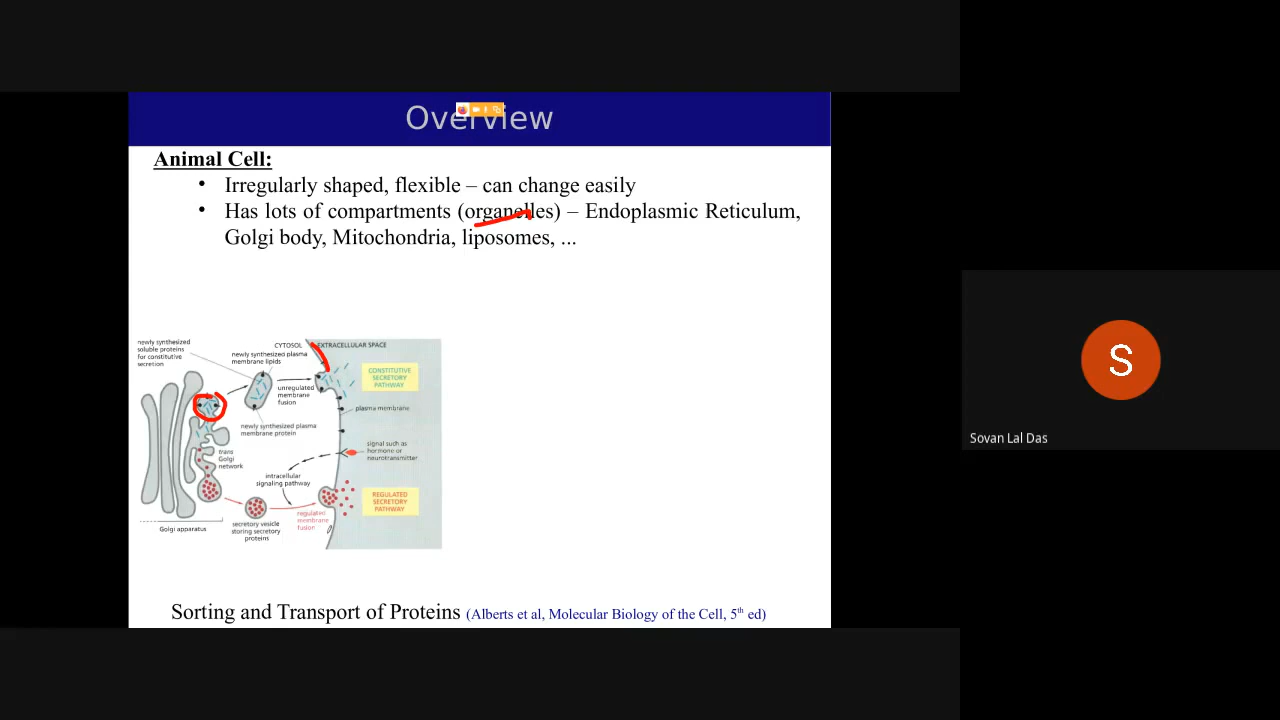 Overview
Animal Cell:
• Irregularly shaped, flexible – can change easily
• Has lots of compartments (organelles) – Endoplasmic Reticulum,
Golgi body, Mitochondria, liposomes, ...
newly synthesized
soluble proteins
for constitutive
secretion
CYTOSOL
EXTRACELLULAR SPACE
newly synthesized plasma
membrane lipids
CONSTITUTIVE
SECRETORY
PATHWAY
unregulated
membrane
fusion
plasma membrane
newly synthesized plasma
membrane protein
signal such as
hormone or
neurotransmitter
trans
Golgi
network
intracellular
signaling pathway
REGULATED
SECRETORY
PATHWAY
regulated
membrane
fusion
Golgi apparatus
secretory vesicle
storing secretory
proteins
Sorting and Transport of Proteins (Alberts et al, Molecular Biology of the Cell, 5th ed)
S
Sovan Lal Das